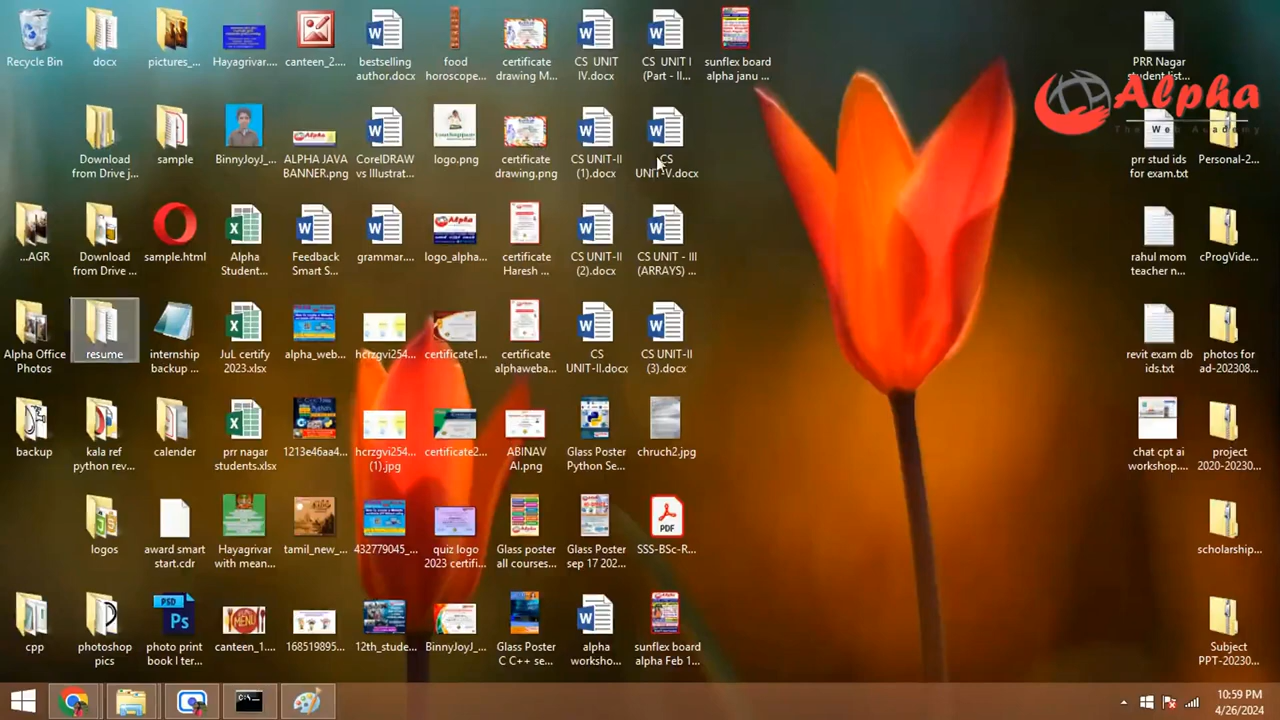 Recycle Bin
docx
pictures_...
Hayagrivar...
canteen_2....
bestselling
author.docx
food
horoscope...
certificate
drawing M...
CS UNIT
IV.docx
CS UNIT I
(Part - II...
sunflex board
alpha janu ...
PRR Nagar
student list...
Alpha
The Web Academy
Download
from Drive j...
sample
BinnyJoyJ_...
ALPHA JAVA
BANNER.png
CorelDRAW
vs Illustrat...
logo.png
certificate
drawing.png
CS UNIT-II
(1).docx
CS
UNIT-V.docx
prr stud ids
for exam.txt
Personal-2...
...AGR
Download
from Drive ...
sample.html
Alpha
Student...
Feedback
Smart S...
grammar....
logo_alpha...
certificate
Haresh ...
CS UNIT-II
(2).docx
CS UNIT - III
(ARRAYS) ...
rahul mom
teacher n...
cProgVide...
Alpha Office
Photos
resume
internship
backup ...
JuL certify
2023.xlsx
alpha_web...
hcrzgvi254...
certificate1...
certificate
alphaweba...
CS
UNIT-II.docx
CS UNIT-II
(3).docx
revit exam db
ids.txt
photos for
ad-202308...
backup
kala ref
python rev...
calender
prr nagar
students.xlsx
1213e46aa4...
hcrzgvi254...
(1).jpg
certificate2...
ABINAV
AI.png
Glass Poster
Python Se...
chruch2.jpg
chat cpt ai
workshop....
project
2020-20230...
logos
award smart
start.cdr
Hayagrivar
with mean...
tamil_new_...
432779045_...
quiz logo
2023 certifi...
Glass poster
all courses...
Glass Poster
sep 17 202...
PDF
SSS-BSc-R...
scholarship...
cpp
photoshop
pics
PSD
Ps
photo print
book I ter...
MENU
canteen_1....
168519895...
12th_stude...
BinnyJoyJ_...
Glass Poster
C C++ se...
alpha
worksho...
sunflex board
alpha Feb 1...
Subject
PPT-20230...
10:59 PM
4/26/2024